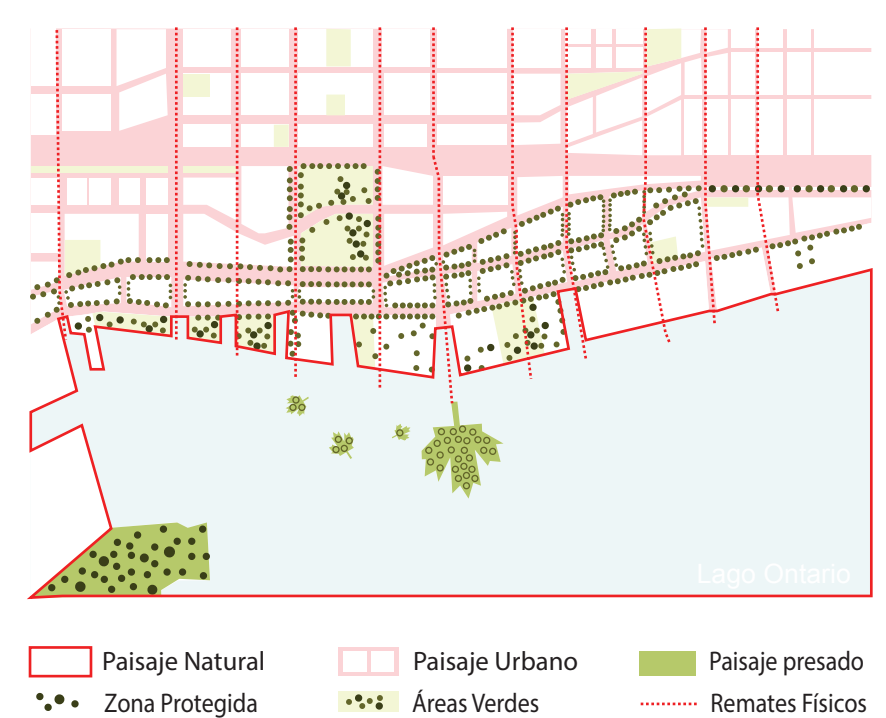 Lago Ontario
Paisaje Natural
Paisaje Urbano
Paisaje presado
Zona Protegida
Áreas Verdes
Remates Físicos